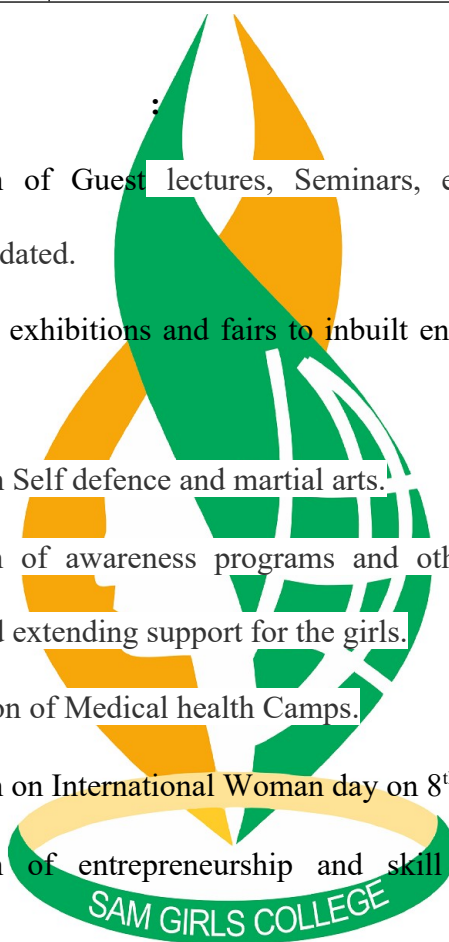 :
n of Guest lectures, Seminars, e
dated.
exhibitions and fairs to inbuilt en
n Self defence and martial arts.
n of awareness programs and oth
d extending support for the girls.
on of Medical health Camps.
n on International Woman day on 8th
n of entrepreneurship and skill
SAM GIRLS COLLEGE